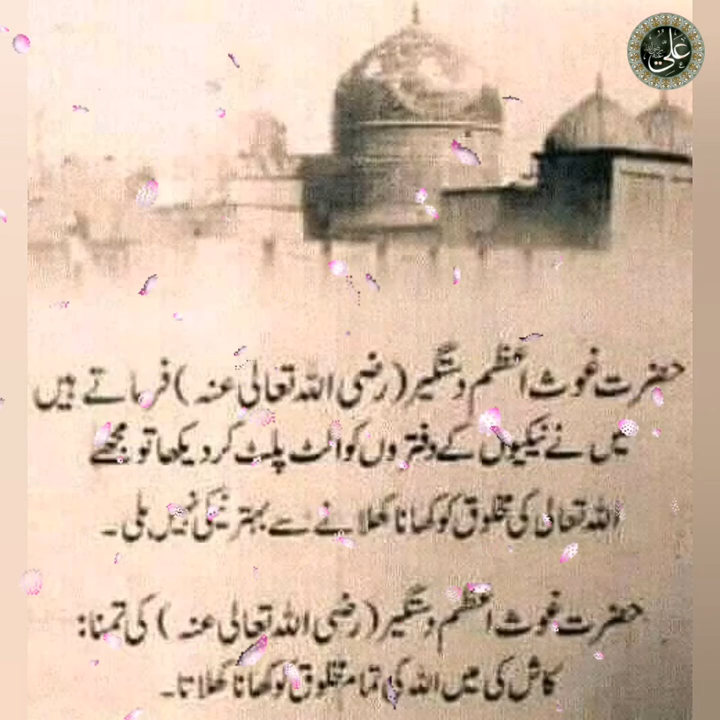 علی
حضرت غوث اعظم دستگیر (رضی اللہ تعالیٰ عنہ) فرماتے ہیں
میں نے نیکیوں کے دفتروں کو الٹ پلٹ کر دیکھا تو مجھے
اللہ تعالیٰ کی مخلوق کو کھانا کھلانے سے بہتر نیکی نہیں ملی۔
حضرت غوث اعظم دستگیر (رضی اللہ تعالیٰ عنہ) کی تمنا:
کاش کی میں اللہ کی تمام مخلوق کو کھانا کھلاتا۔